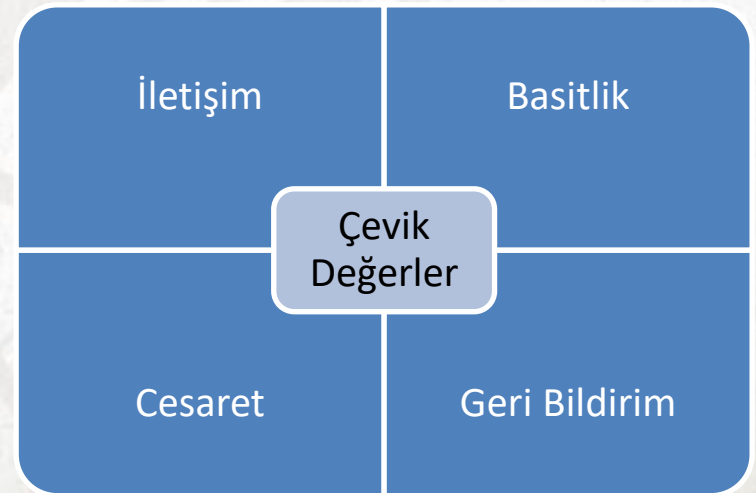 İletişim
Basitlik
Çevik
Değerler
Cesaret
Geri Bildirim